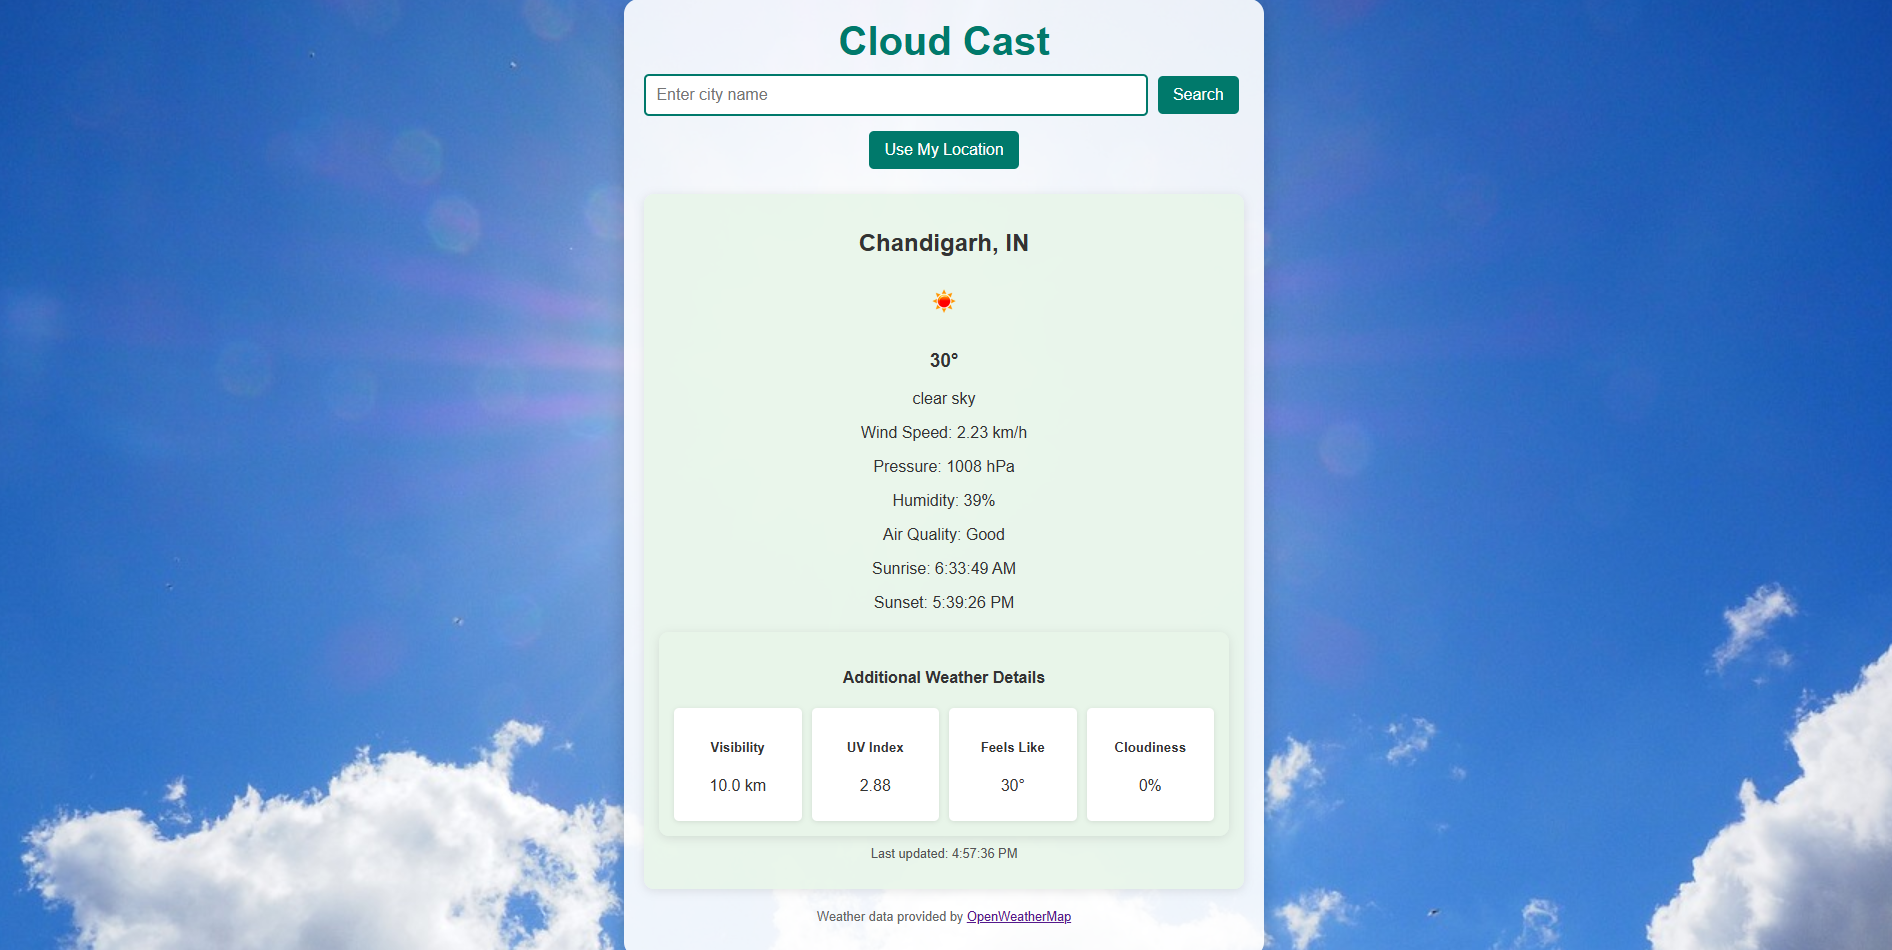 Cloud Cast
Enter city name
Search
Use My Location
Chandigarh, IN
30°
clear sky
Wind Speed: 2.23 km/h
Pressure: 1008 hPa
Humidity: 39%
Air Quality: Good
Sunrise: 6:33:49 AM
Sunset: 5:39:26 PM
Additional Weather Details
Visibility
10.0 km
UV Index
2.88
Feels Like
30°
Cloudiness
0%
Last updated: 4:57:36 PM
Weather data provided by OpenWeatherMap